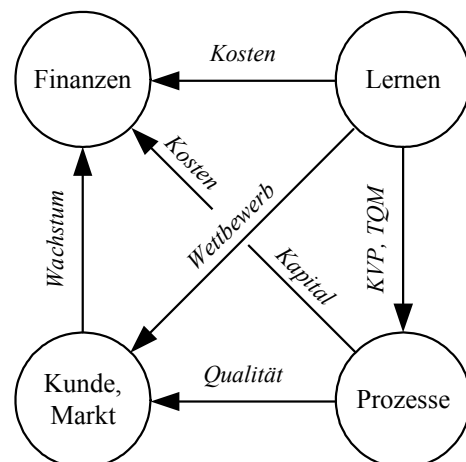 Kosten
Finanzen
Lernen
Kosten
Wettbewerb
Wachstum
KVP, TQM
Kapital
Qualität
Kunde,
Markt
Prozesse